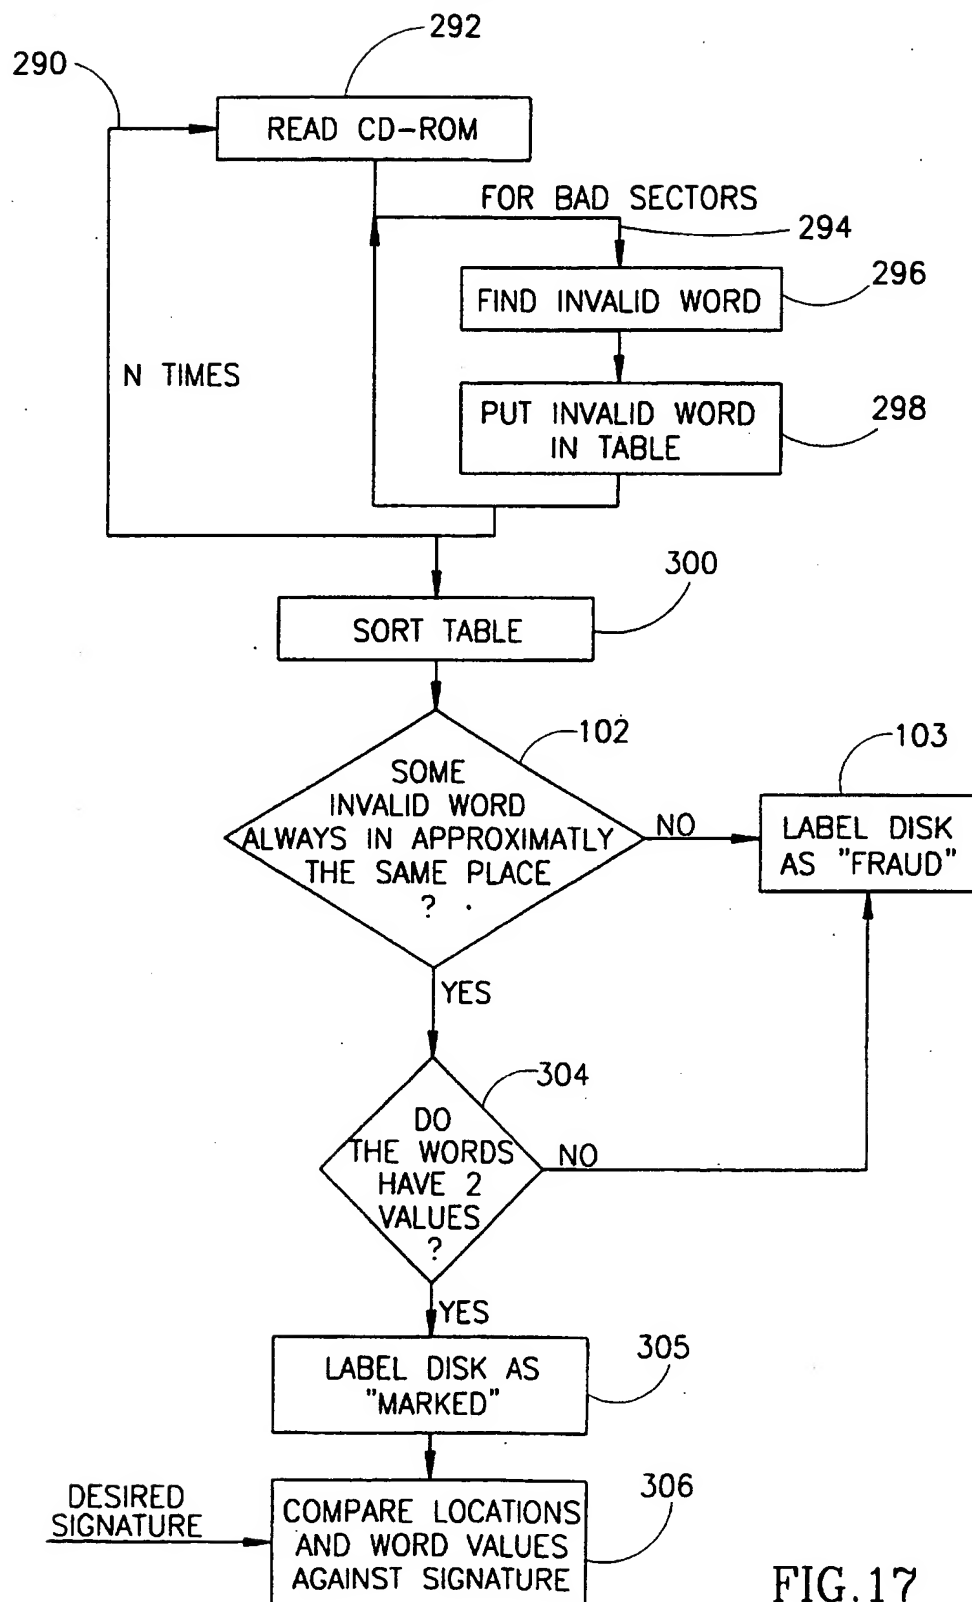 292
290
READ CD-ROM
FOR BAD SECTORS
294
296
FIND INVALID WORD
N TIMES
298
PUT INVALID WORD
IN TABLE
300
SORT TABLE
102
103
SOME
INVALID WORD
ALWAYS IN APPROXIMATLY
THE SAME PLACE
?
NO
LABEL DISK
AS "FRAUD"
YES
304
DO
THE WORDS
HAVE 2
VALUES
?
NO
YES
305
LABEL DISK AS
"MARKED"
306
DESIRED
SIGNATURE
COMPARE LOCATIONS
AND WORD VALUES
AGAINST SIGNATURE
FIG.17